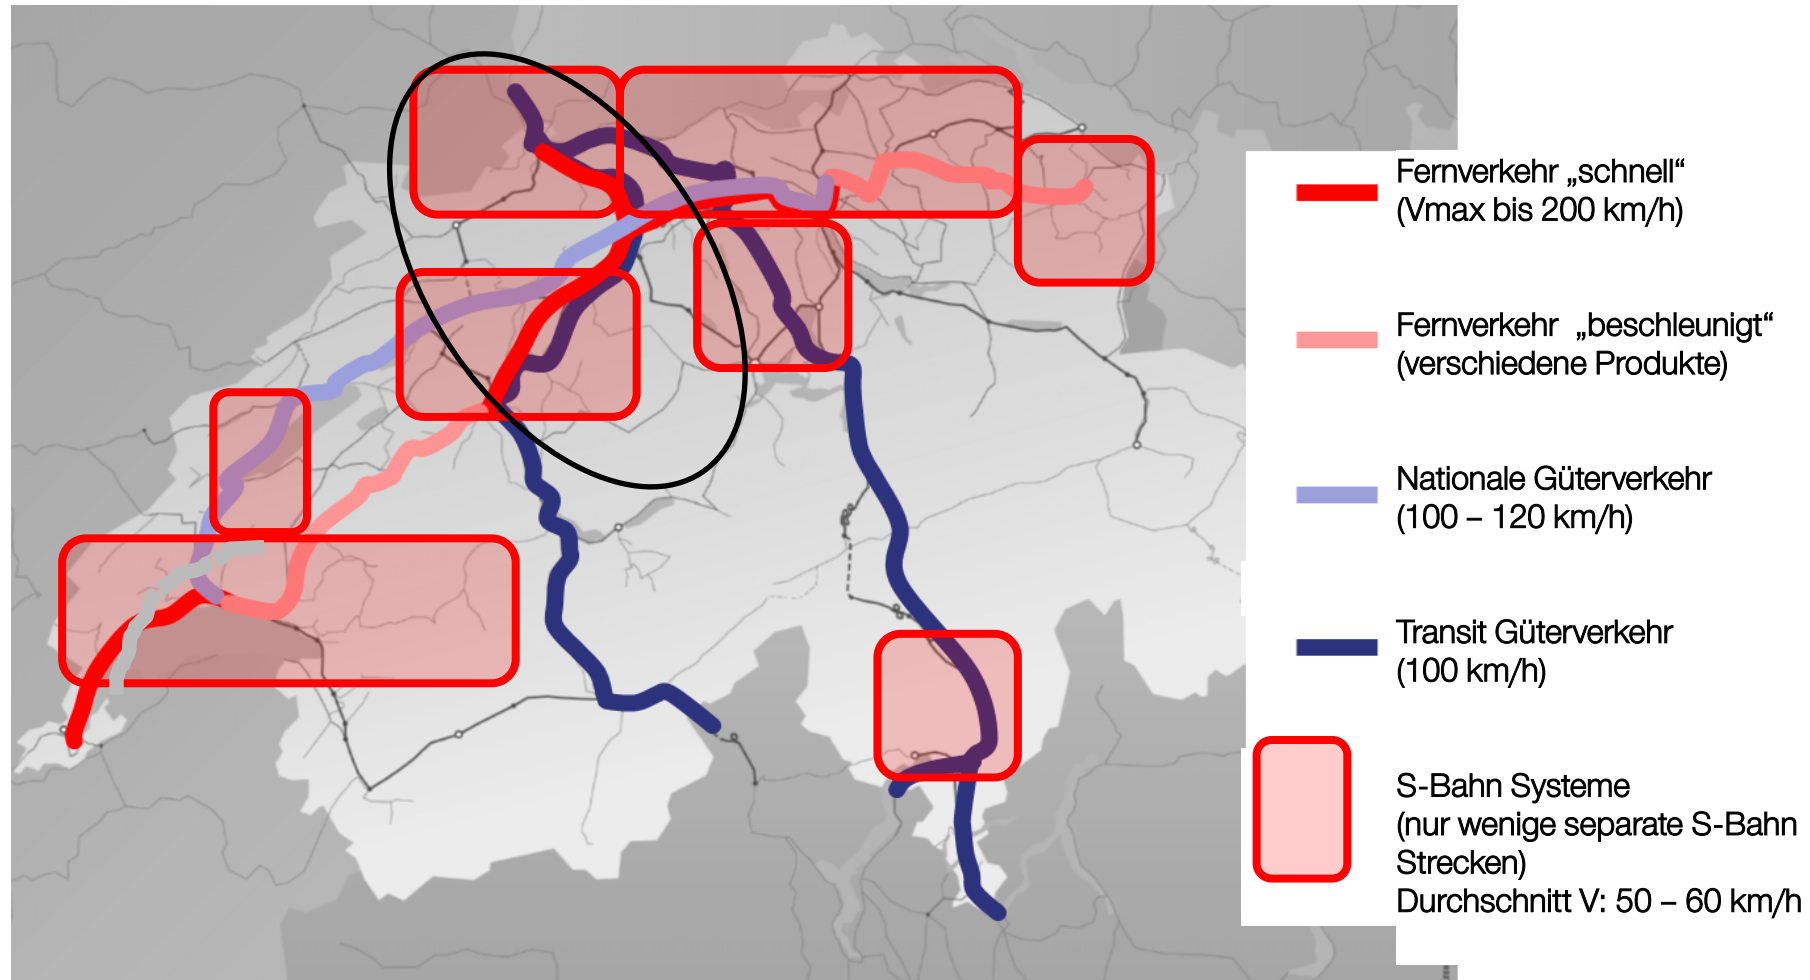 Fernverkehr „schnell“
(Vmax bis 200 km/h)
Fernverkehr „beschleunigt“
(verschiedene Produkte)
Nationale Güterverkehr
(100 – 120 km/h)
Transit Güterverkehr
(100 km/h)
S-Bahn Systeme
(nur wenige separate S-Bahn
Strecken)
Durchschnitt V: 50 – 60 km/h